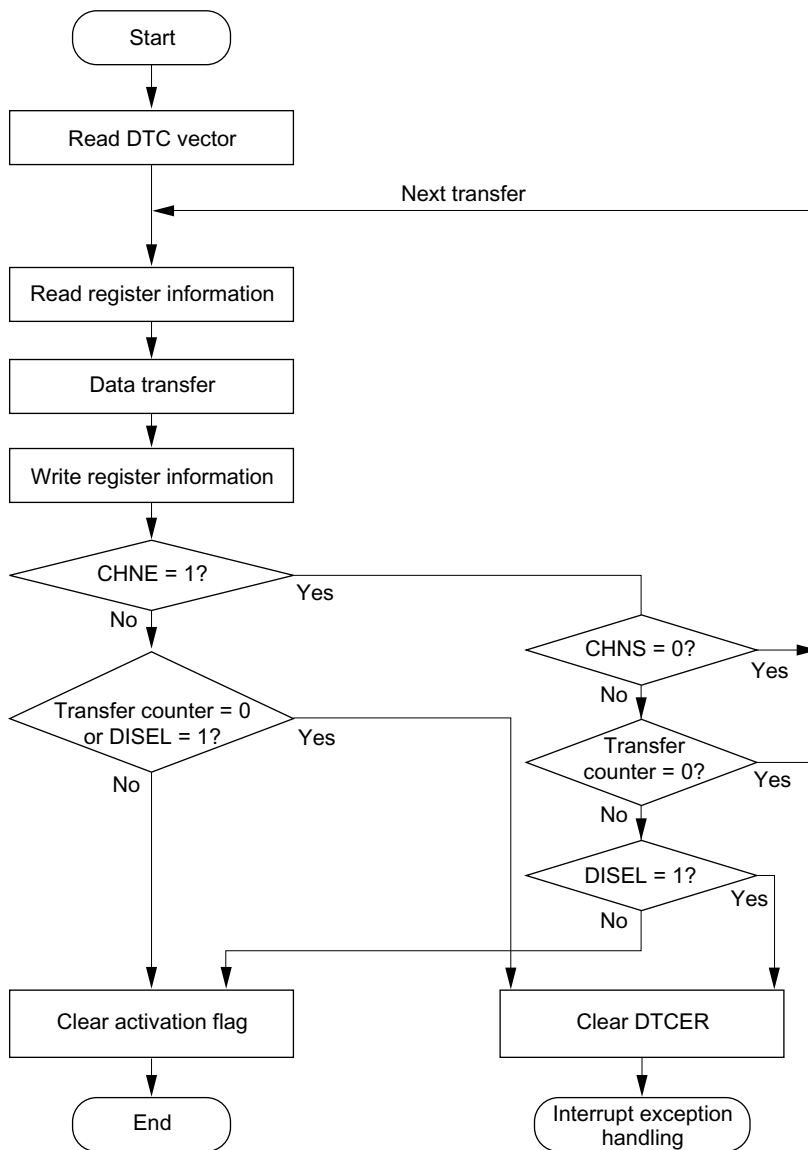 Start
Read DTC vector
Next transfer
Read register information
Data transfer
Write register information
CHNE = 1?
Yes
No
CHNS = 0?
Yes
No
Transfer counter = 0
or DISEL = 1?
Yes
No
Transfer
counter = 0?
Yes
No
DISEL = 1?
Yes
No
Clear activation flag
Clear DTCER
End
Interrupt exception
handling